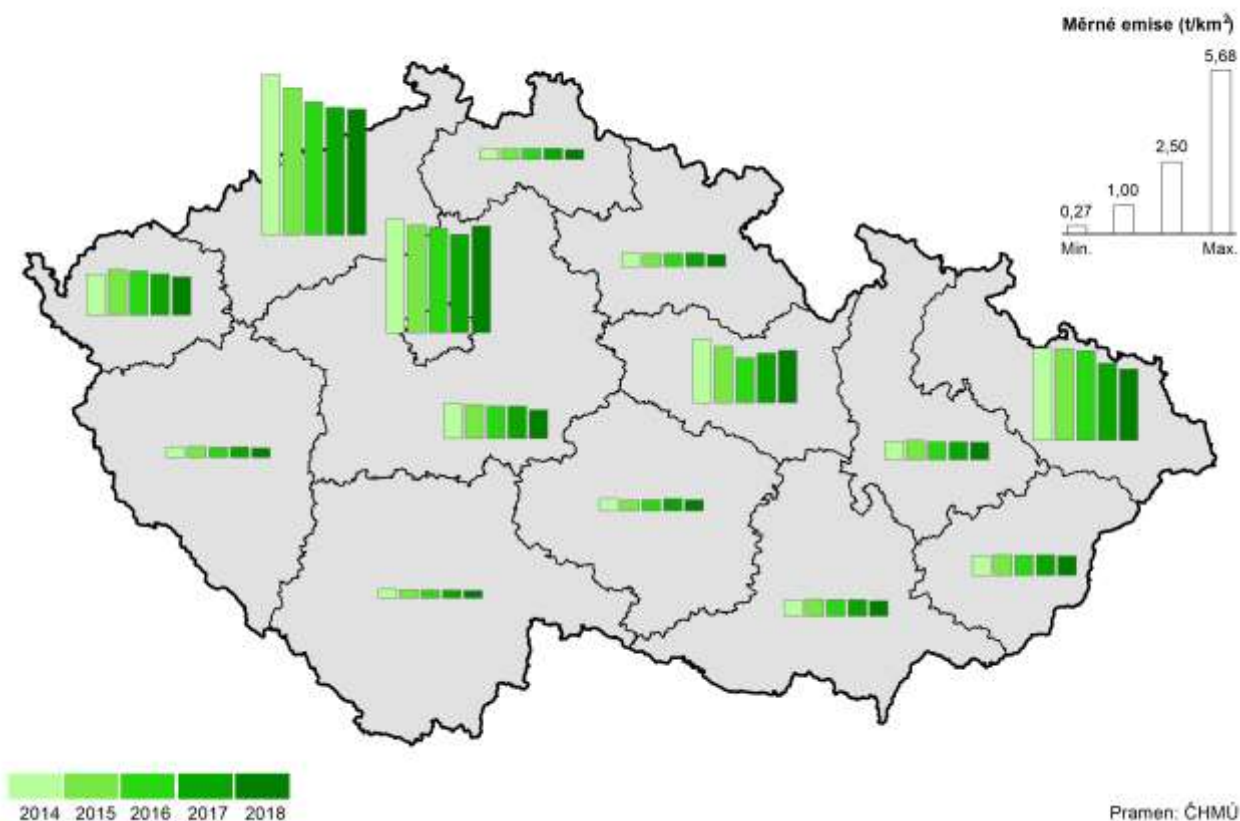 Měrné emise (t/km²)
5,68
2,50
1,00
0,27
Min. Max.
2014 2015 2016 2017 2018
Pramen: ČHMÚ